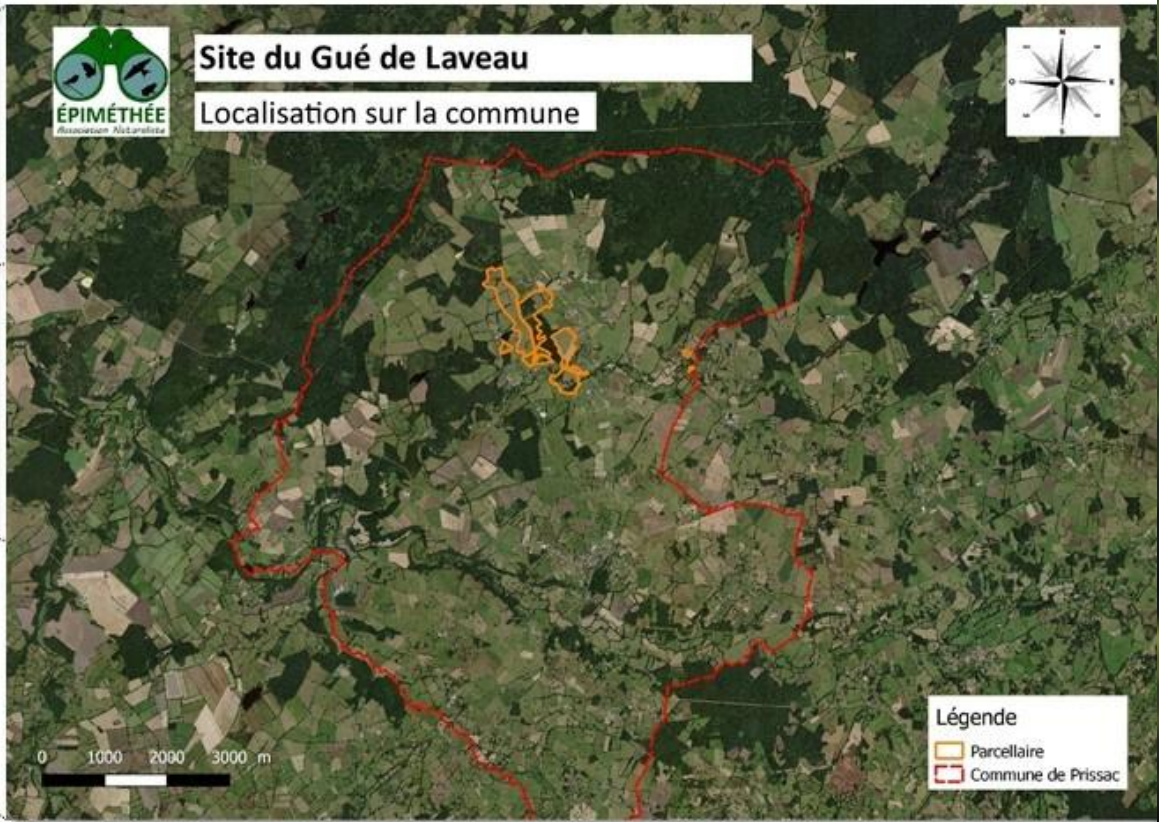 Site du Gué de Laveau
Localisation sur la commune
ÉPIMÉTHÉE
Association Naturaliste
N
O
E
S
Légende
Parcellaire
Commune de Prissac
0 1000 2000 3000 m